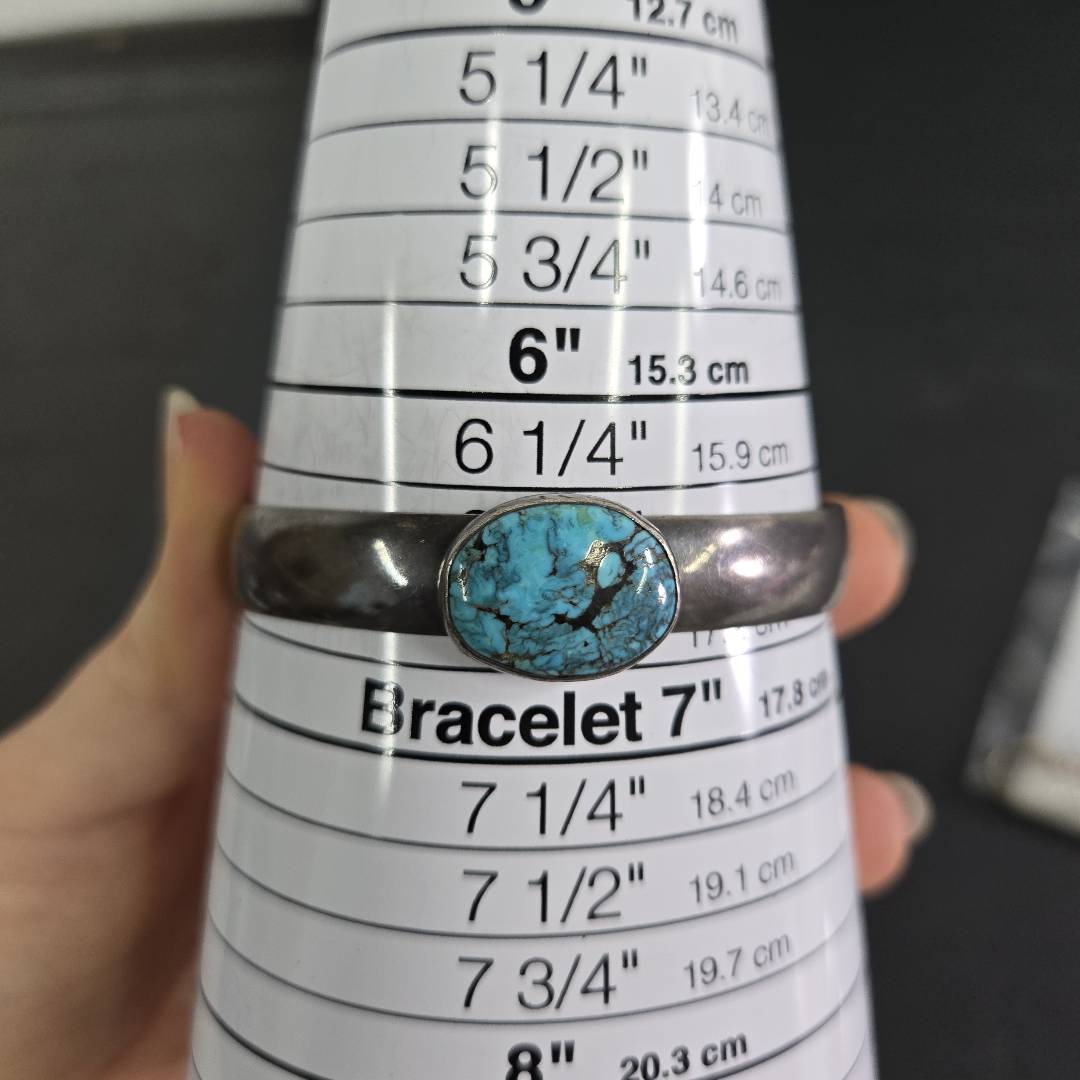 12.7 cm
5 1/4" 13.4 cm
5 1/2" 14 cm
5 3/4" 14.6 cm
6" 15.3 cm
6 1/4" 15.9 cm
Bracelet 7" 17.8 cm
7 1/4" 18.4 cm
7 1/2" 19.1 cm
7 3/4" 19.7 cm
8" 20.3 cm